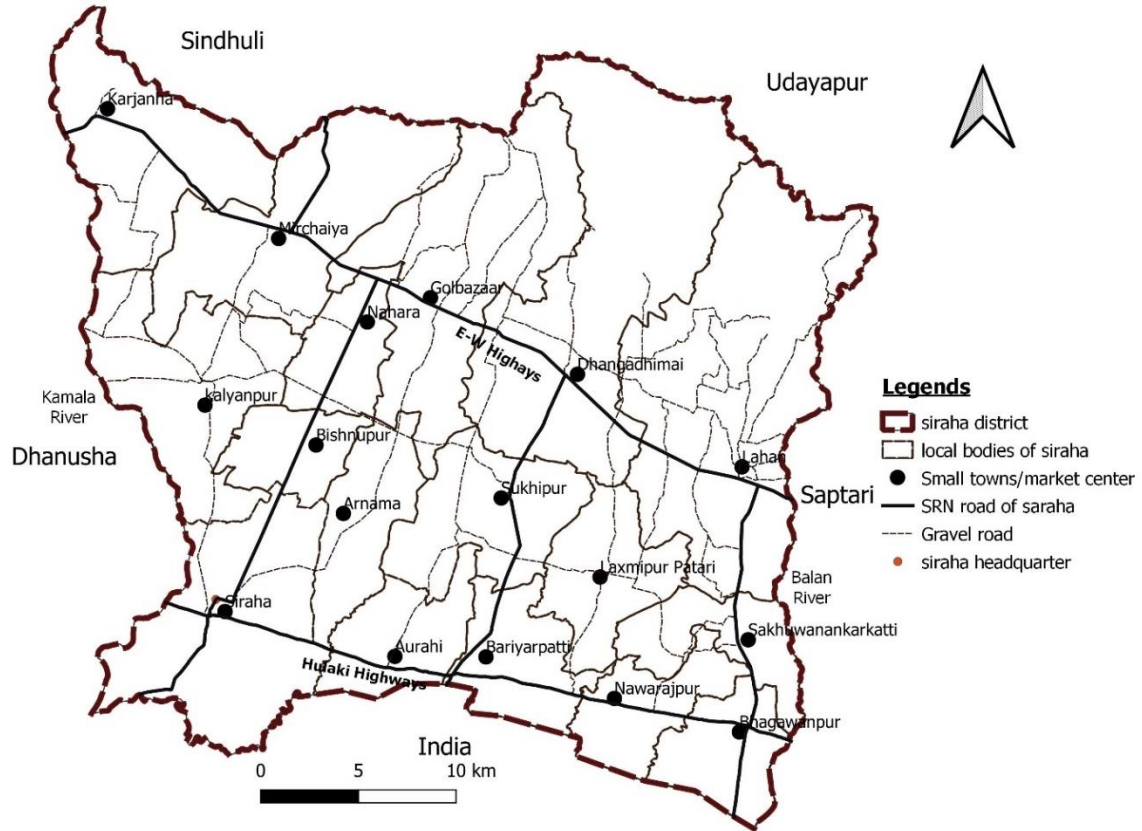 Sindhuli
Udayapur
Karjanha
Mirchaiya
Golbazaar
Nahara
E-W Highays
Dhangadhimai
Kamala
River
kalyanpur
Dhanusha
Bishnupur
Lahan
Saptari
Sukhipur
Arnama
Laxmipur Patari
Balan
River
Siraha
Sakhuwanankarkatti
Aurahi
Bariyarpatti
Hulaki Highways
Nawarajpur
Bhagawanpur
India
0 5 10 km
Legends
siraha district
local bodies of siraha
Small towns/market center
SRN road of saraha
Gravel road
siraha headquarter